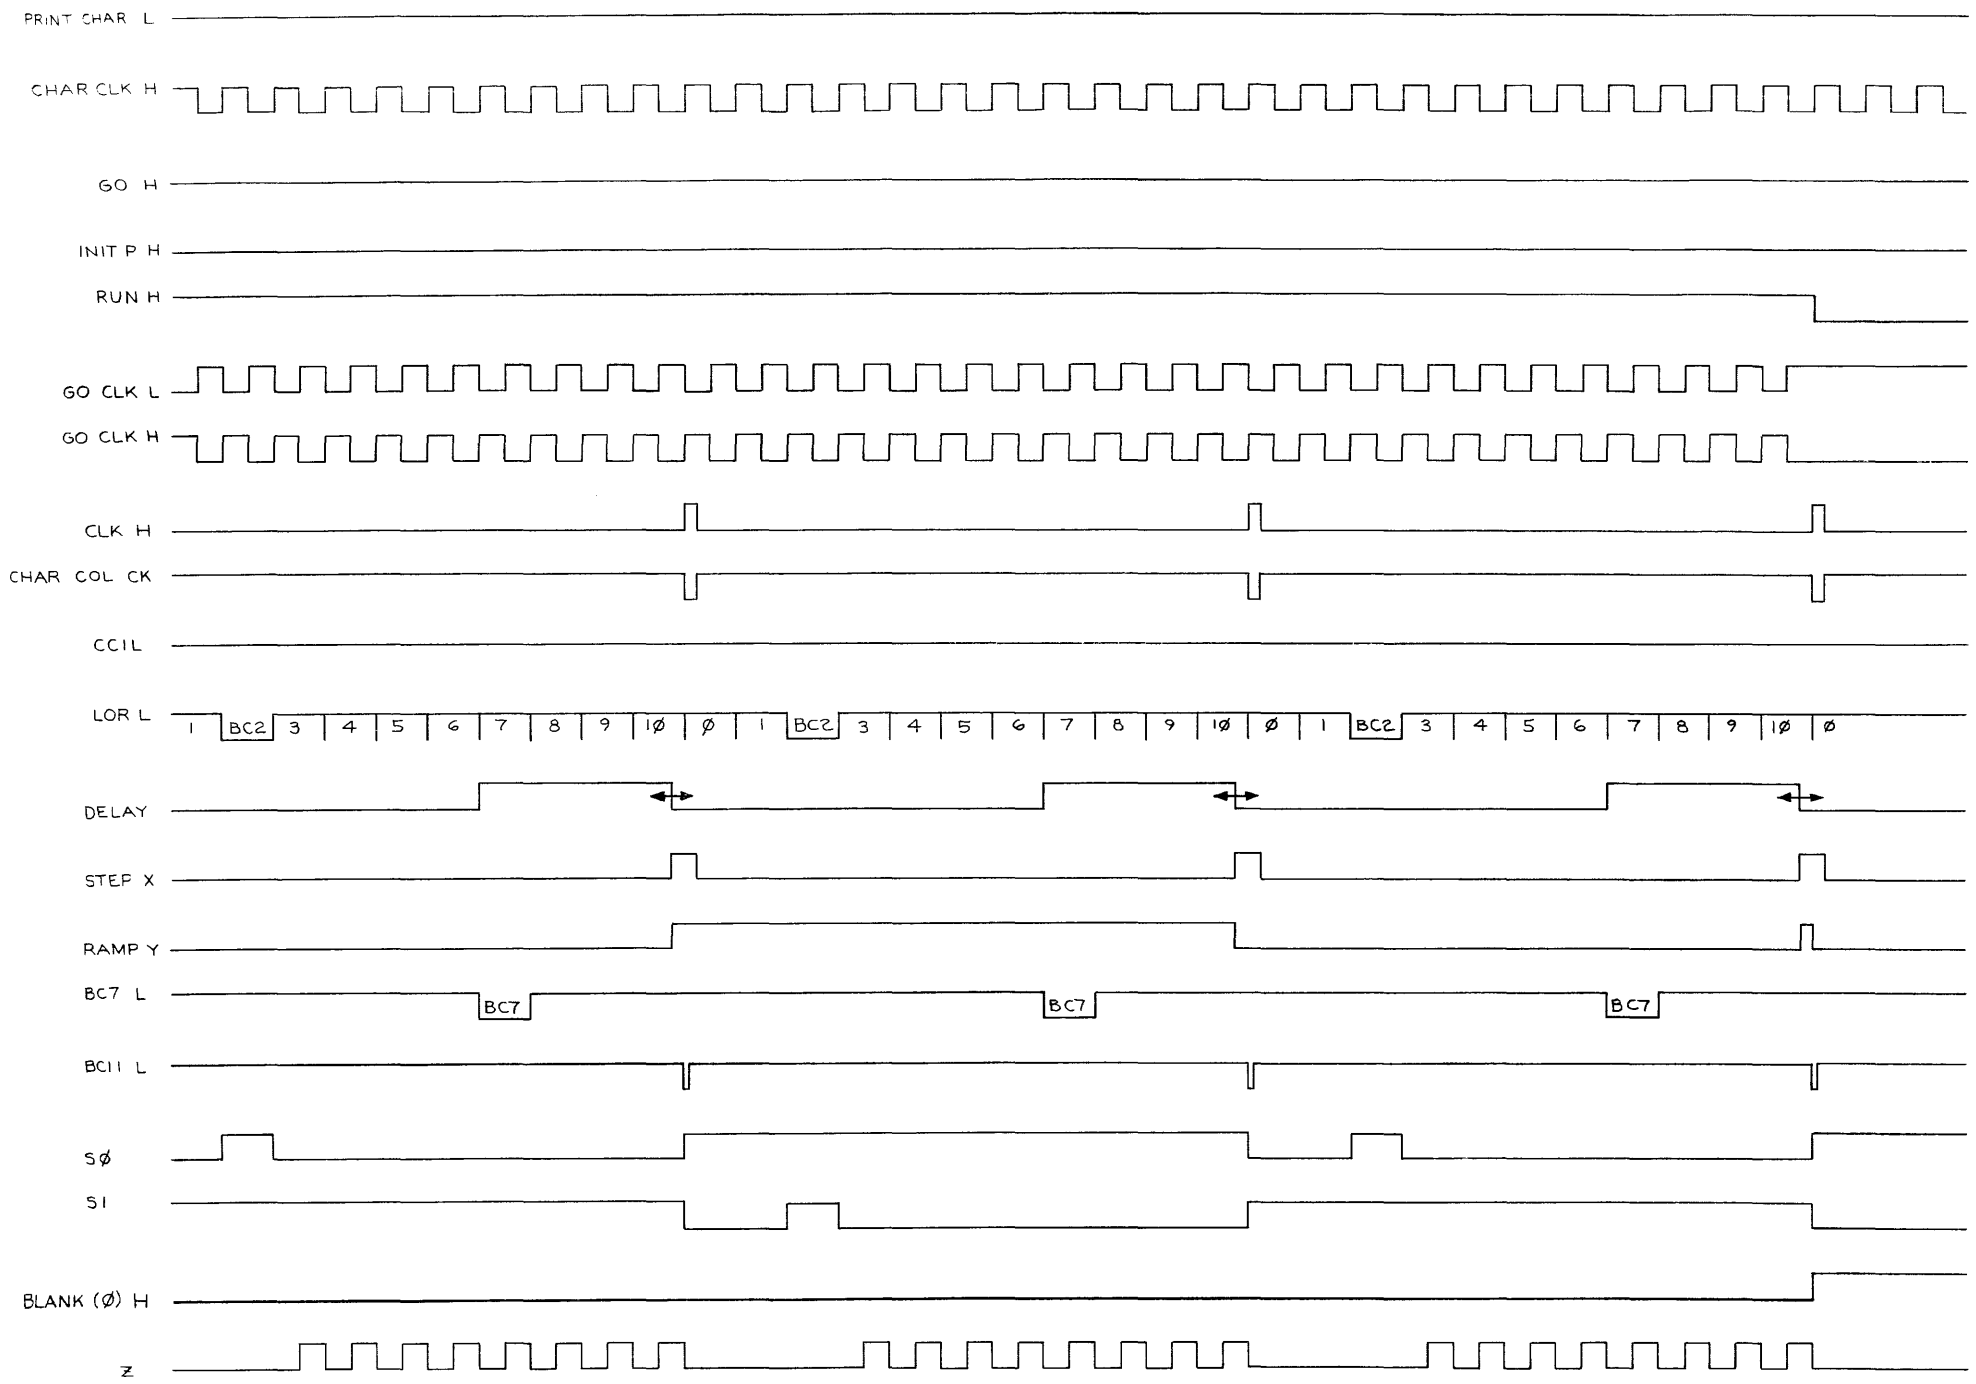 PRINT CHAR L
CHAR CLK H
GO H
INIT P H
RUN H
GO CLK L
GO CLK H
CLK H
CHAR COL CK
CC1L
LOR L 1 BC2 3 4 5 6 7 8 9 1Ø Ø 1 BC2 3 4 5 6 7 8 9 1Ø Ø 1 BC2 3 4 5 6 7 8 9 1Ø Ø
DELAY
STEP X
RAMP Y
BC7 L BC7 BC7 BC7
BC11 L
SØ
S1
BLANK (Ø) H
Z